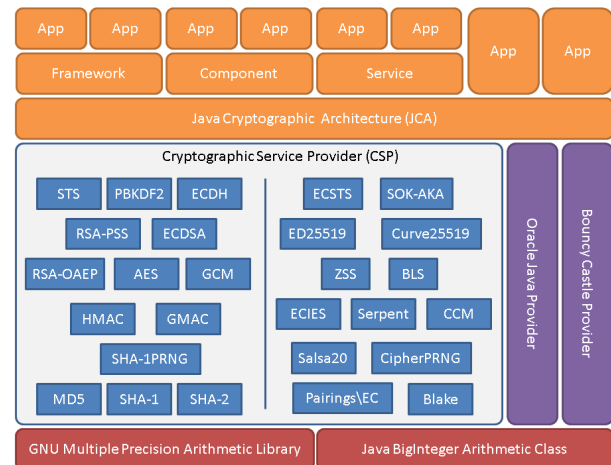 App App App App App App App App
Framework Component Service
Java Cryptographic Architecture (JCA)
Cryptographic Service Provider (CSP)
STS PBKDF2 ECDH ECSTS SOK-AKA
RSA-PSS ECDSA ED25519 Curve25519
RSA-OAEP AES GCM ZSS BLS
HMAC GMAC ECIES Serpent CCM
SHA-1PRNG Salsa20 CipherPRNG
MD5 SHA-1 SHA-2 Pairings\EC Blake
Oracle Java Provider
Bouncy Castle Provider
GNU Multiple Precision Arithmetic Library Java BigInteger Arithmetic Class